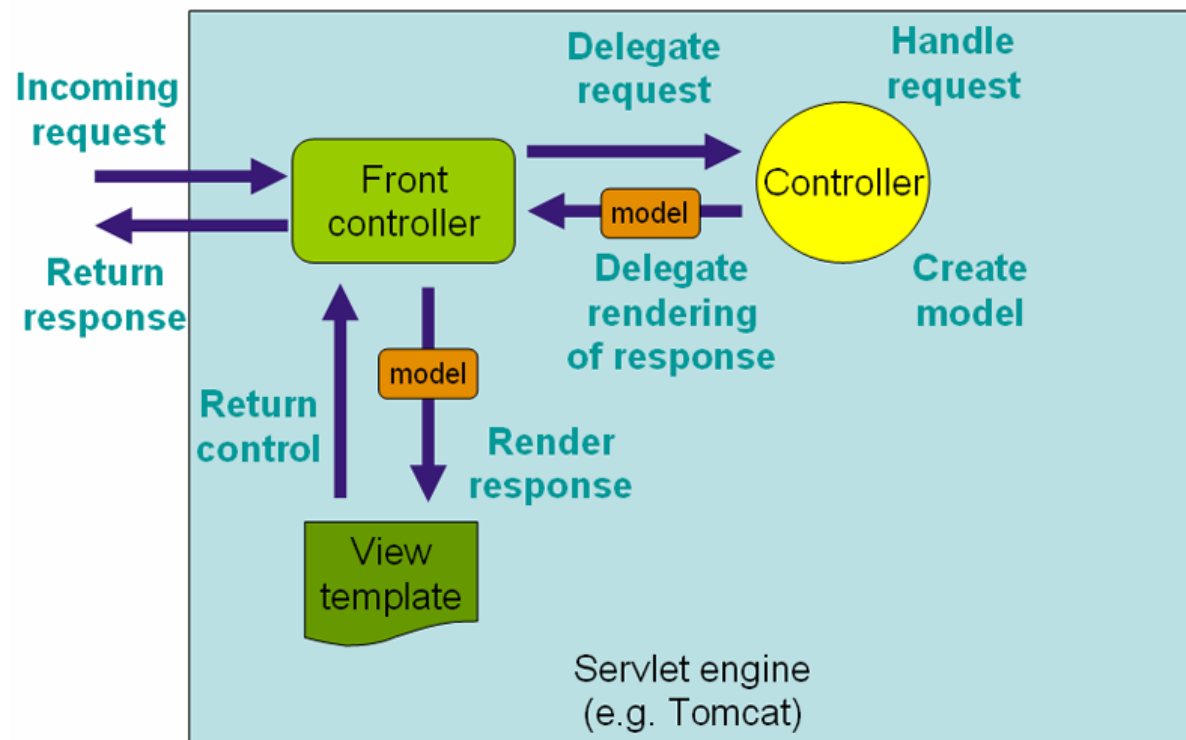 Delegate
request
Handle
request
Incoming
request
Front
controller
Controller
model
Return
response
Delegate
rendering
of response
Create
model
model
Return
control
Render
response
View
template
Servlet engine
(e.g. Tomcat)